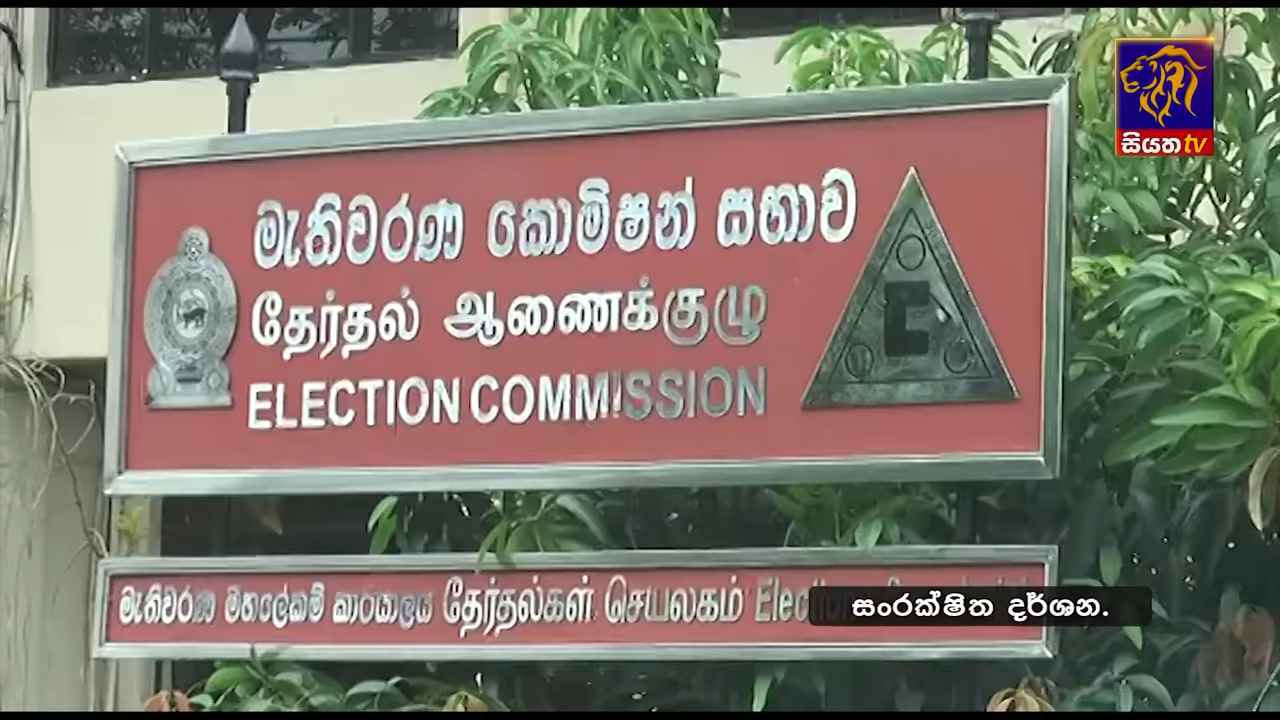 සියත tv
මැතිවරණ කොමිෂන් සභාව
தேர்தல் ஆணைக்குழு
ELECTION COMMISSION
E
මැතිවරණ මහලේකම් කාර්යාලය தேர்தல்கள் செயலகம்
සංරක්ෂිත දර්ශන.